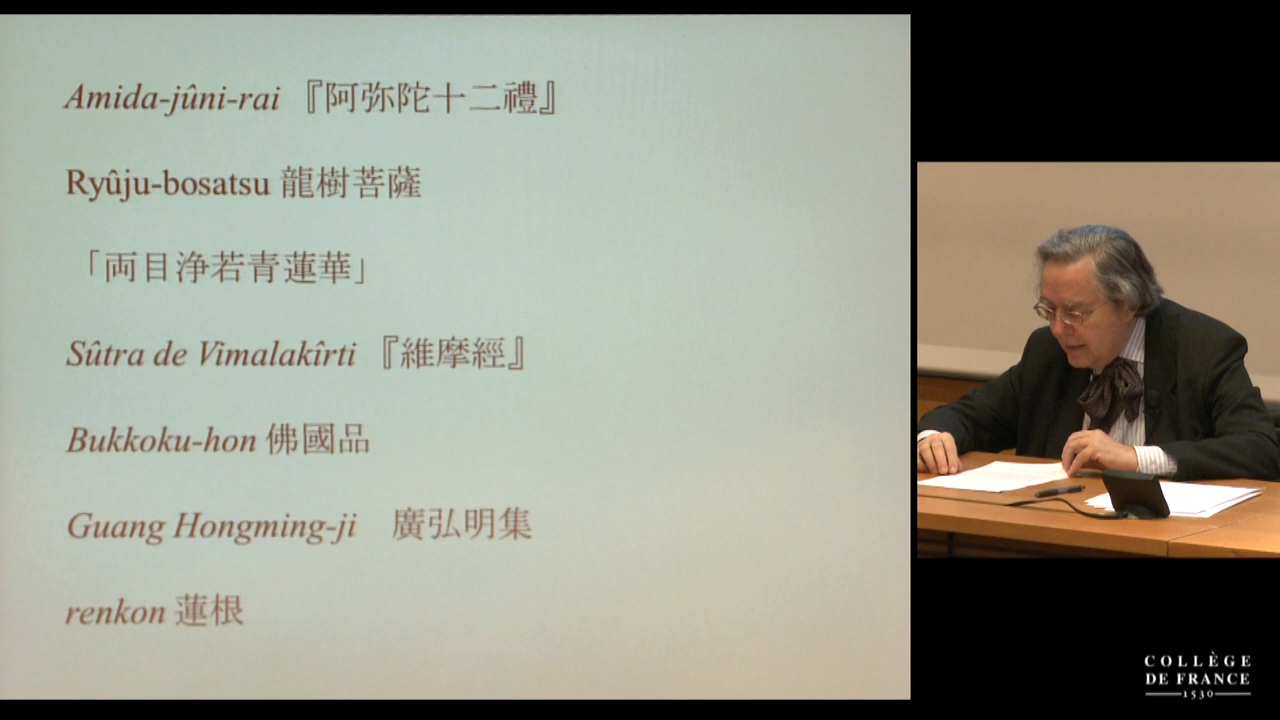 Amida-jûni-rai 『阿弥陀十二禮』
Ryûju-bosatsu 龍樹菩薩
「両目浄若青蓮華」
Sûtra de Vimalakîrti 『維摩經』
Bukkoku-hon 佛國品
Guang Hongming-ji 廣弘明集
renkon 蓮根
COLLÈGE
DE FRANCE
1530